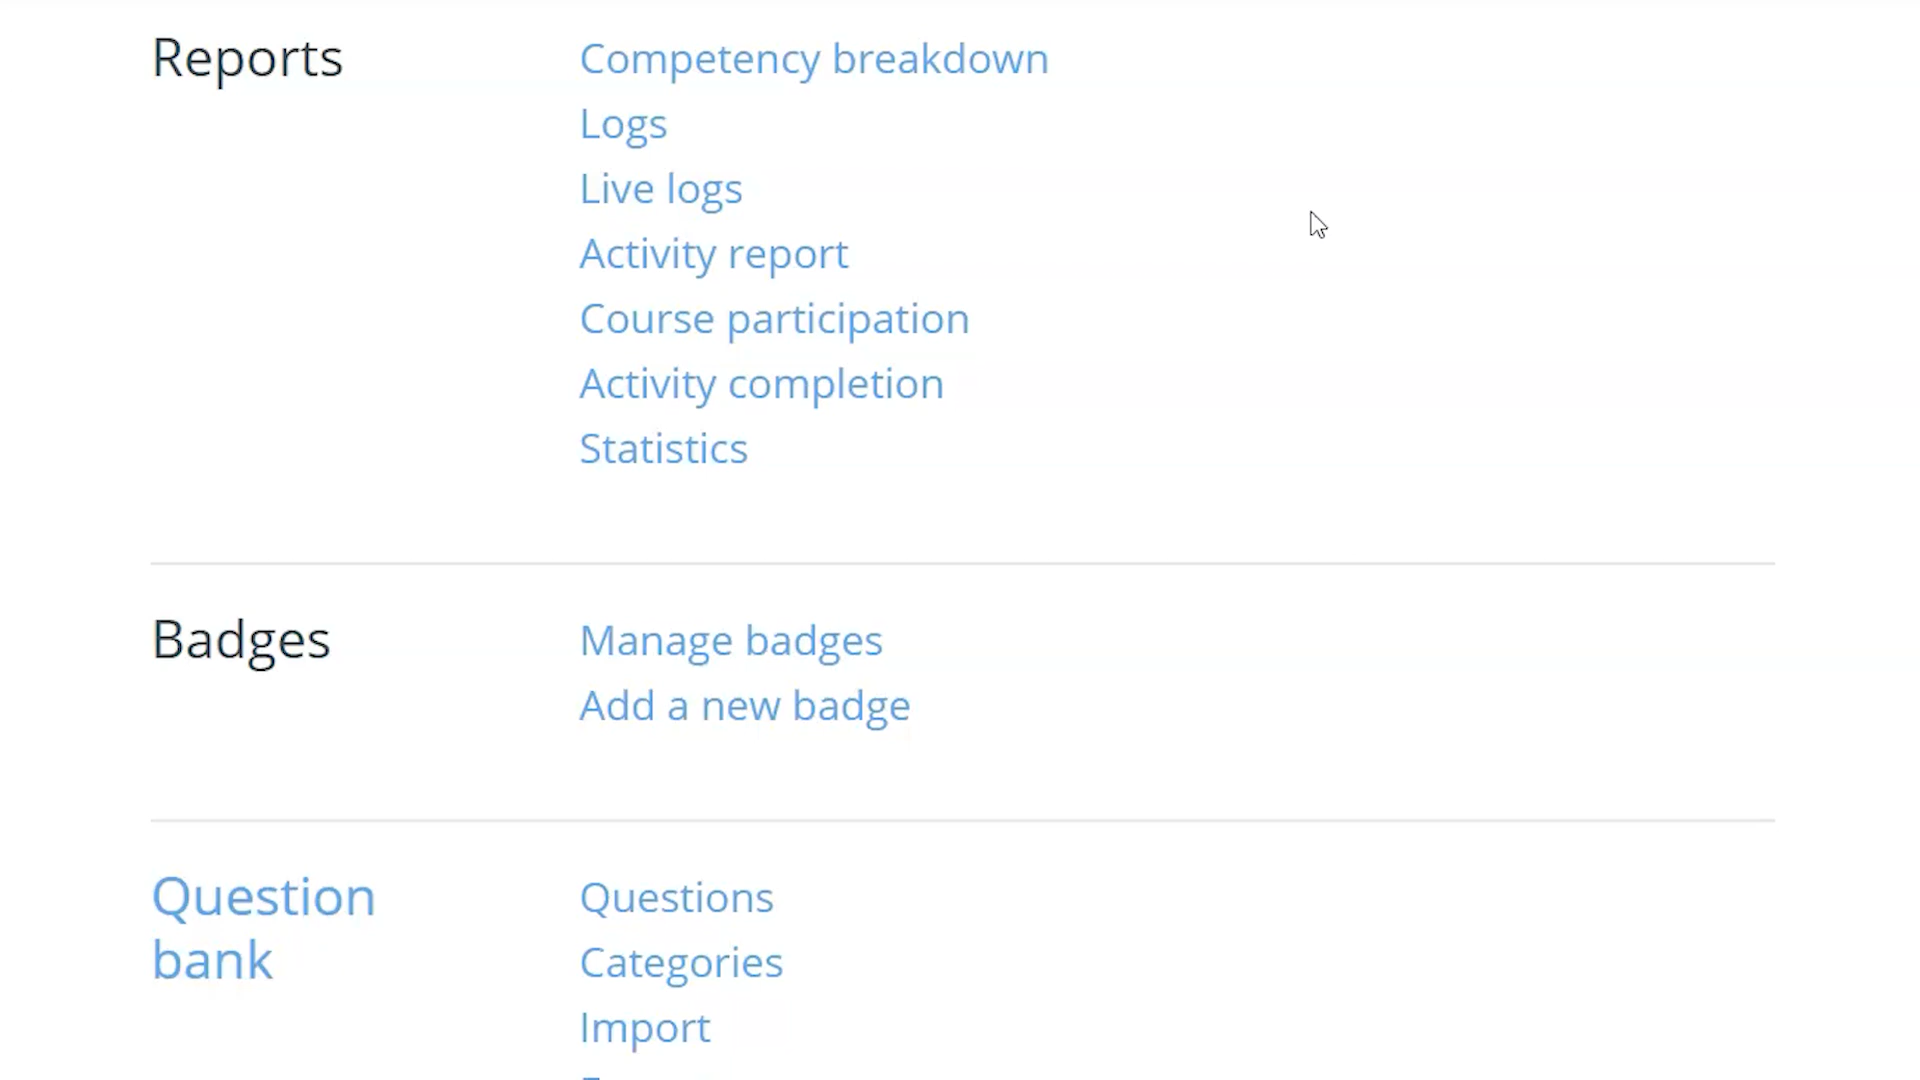 Reports
Competency breakdown
Logs
Live logs
Activity report
Course participation
Activity completion
Statistics
Badges
Manage badges
Add a new badge
Question
bank
Questions
Categories
Import